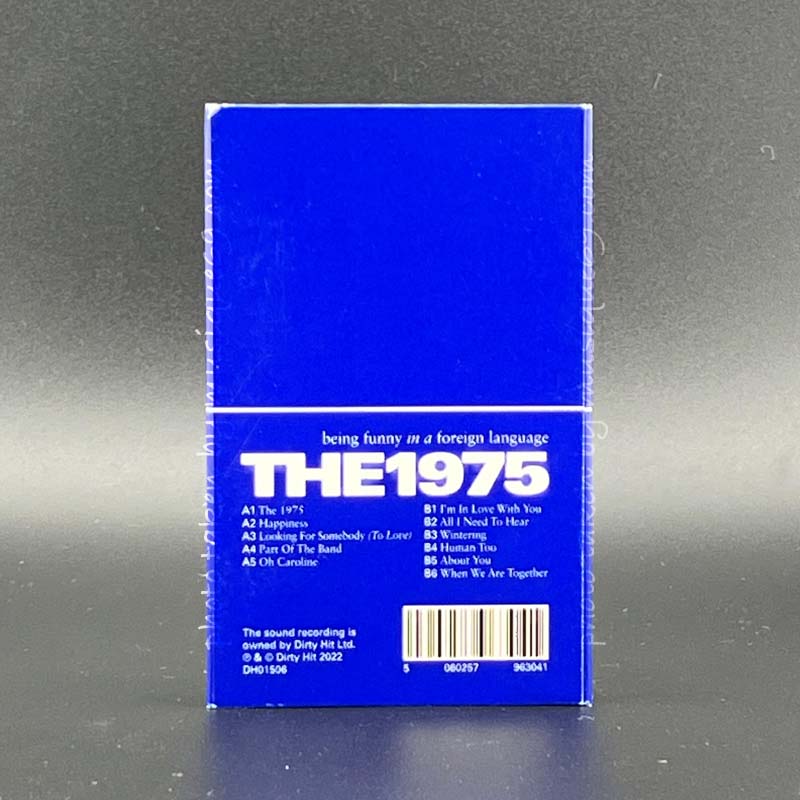 being funny in a foreign language
THE 1975
A1 The 1975
A2 Happiness
A3 Looking For Somebody (To Love)
A4 Part Of The Band
A5 Oh Caroline
B1 I'm In Love With You
B2 All I Need To Hear
B3 Wintering
B4 Human Too
B5 About You
B6 When We Are Together
The sound recording is
owned by Dirty Hit Ltd.
℗ & © Dirty Hit 2022
DH01506
5 060257 963041